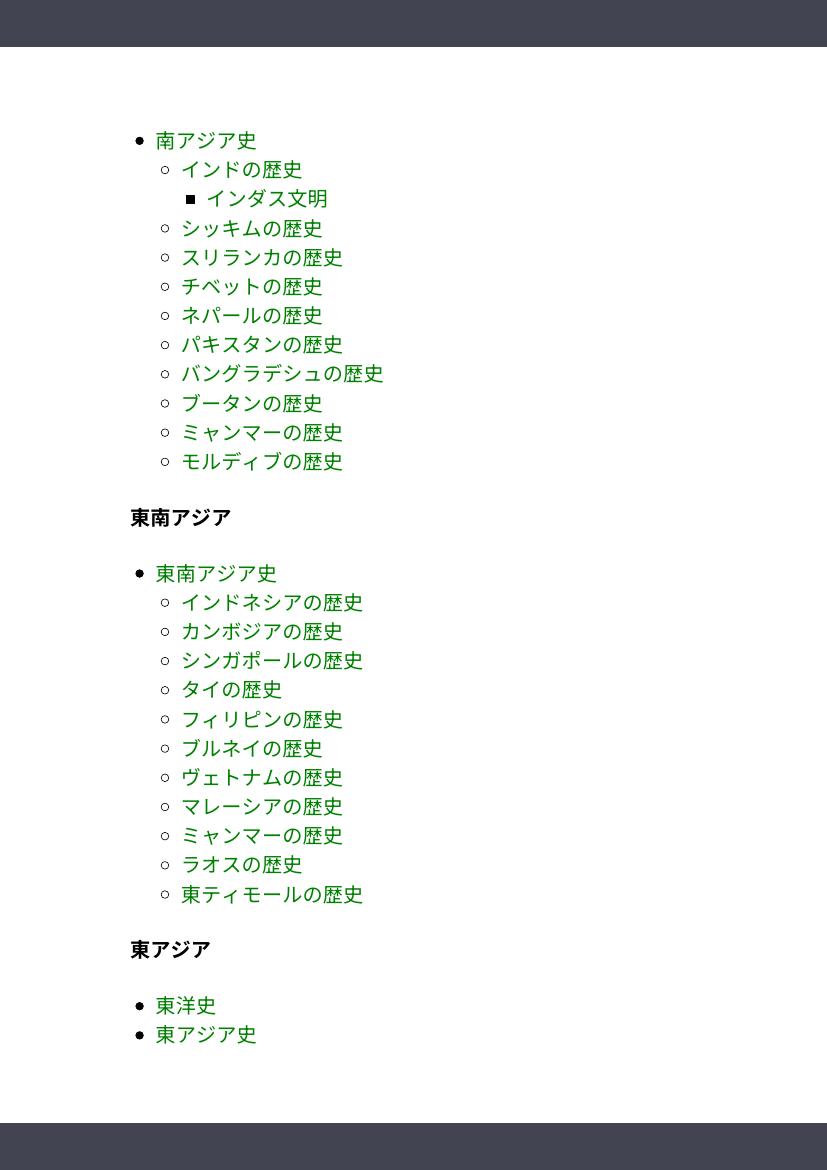 南アジア史
インドの歴史
インダス文明
シッキムの歴史
スリランカの歴史
チベットの歴史
ネパールの歴史
パキスタンの歴史
バングラデシュの歴史
ブータンの歴史
ミャンマーの歴史
モルディブの歴史
東南アジア
東南アジア史
インドネシアの歴史
カンボジアの歴史
シンガポールの歴史
タイの歴史
フィリピンの歴史
ブルネイの歴史
ヴェトナムの歴史
マレーシアの歴史
ミャンマーの歴史
ラオスの歴史
東ティモールの歴史
東アジア
東洋史
東アジア史